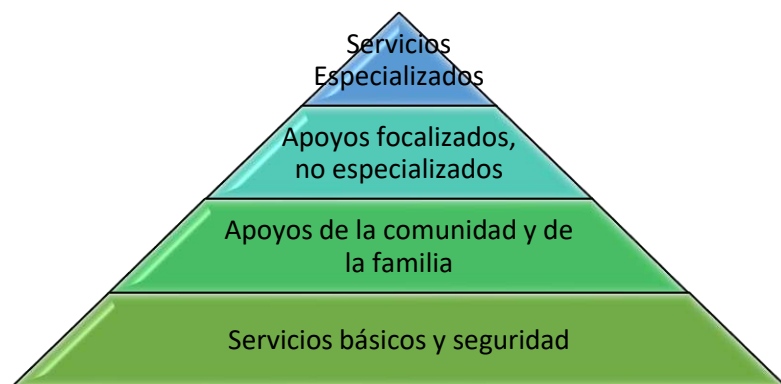 Servicios
Especializados
Apoyos focalizados,
no especializados
Apoyos de la comunidad y de
la familia
Servicios básicos y seguridad